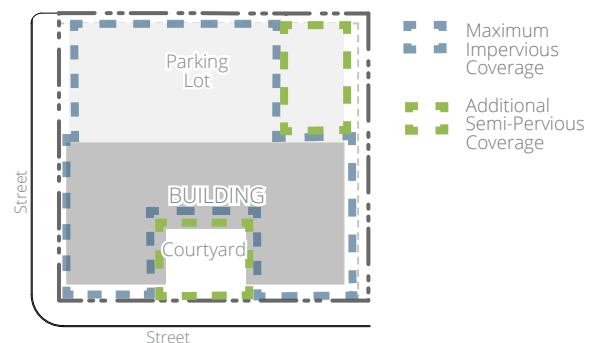 Parking
Lot
BUILDING
Courtyard
Street
Street
Maximum
Impervious
Coverage
Additional
Semi-Pervious
Coverage